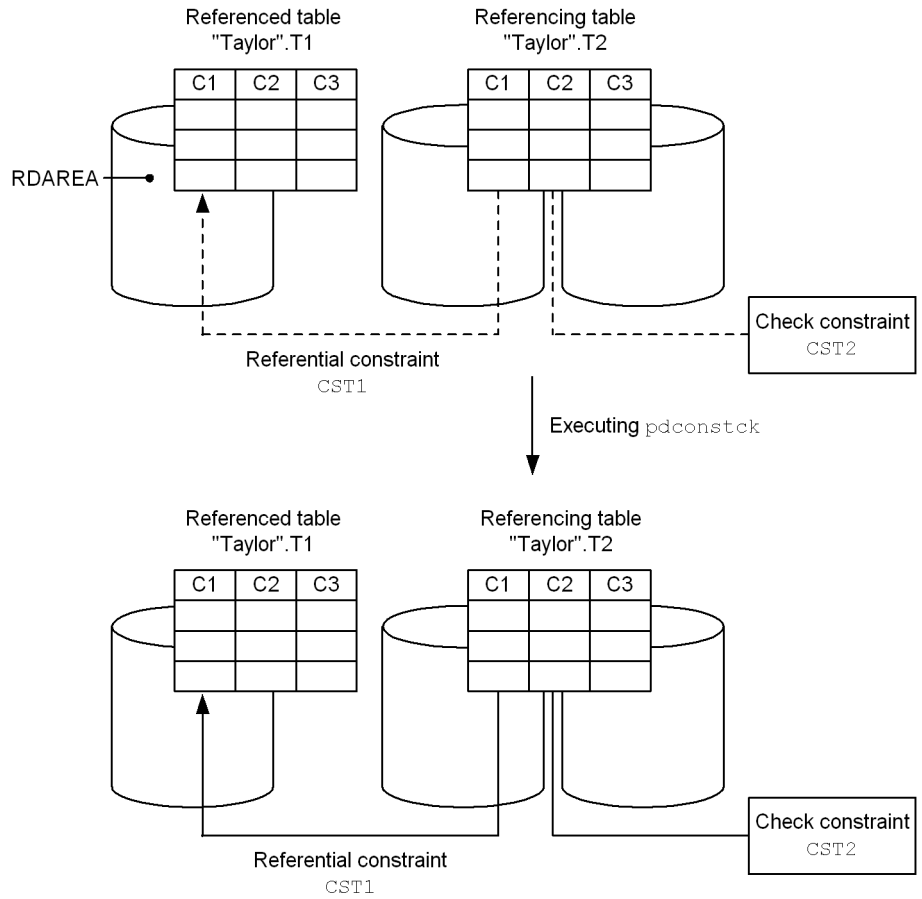 Referenced table
"Taylor".T1
Referencing table
"Taylor".T2
C1 C2 C3
C1 C2 C3
RDAREA
Check constraint
CST2
Referential constraint
CST1
Executing pdconstck
Referenced table
"Taylor".T1
Referencing table
"Taylor".T2
C1 C2 C3
C1 C2 C3
Check constraint
CST2
Referential constraint
CST1